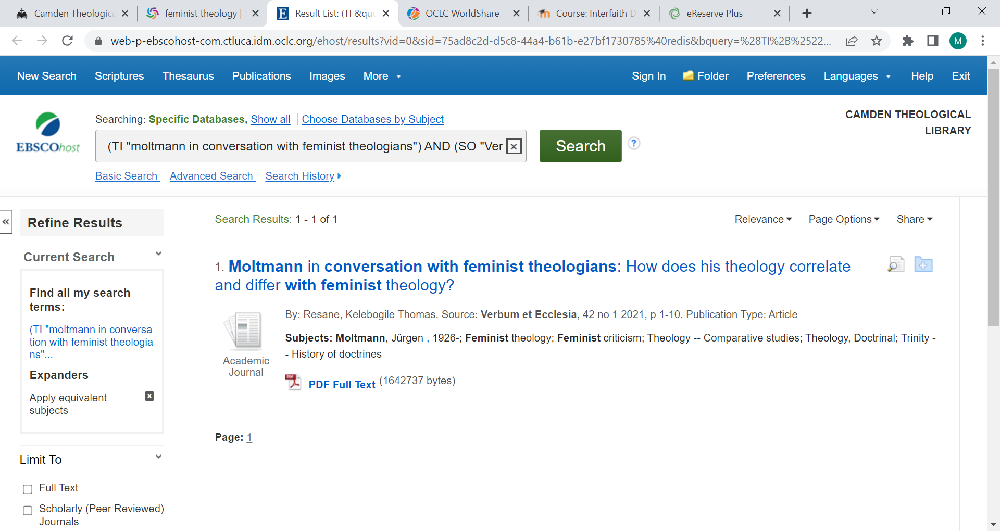 Camden Theologica
feminist theology |
Result List: (TI &quo
OCLC WorldShare
Course: Interfaith D
eReserve Plus
web-p-ebscohost-com.ctluca.idm.oclc.org/ehost/results?vid=0&sid=75ad8c2d-d5c8-44a4-b61b-e27bf1730785%40redis&bquery=%28TI%2B%2522...
M
New Search Scriptures Thesaurus Publications Images More
Sign In Folder Preferences Languages Help Exit
EBSCOhost
Searching: Specific Databases, Show all Choose Databases by Subject
(TI "moltmann in conversation with feminist theologians") AND (SO "Ver
Search
?
Basic Search Advanced Search Search History
CAMDEN THEOLOGICAL
LIBRARY
«
Refine Results
Current Search
Find all my search
terms:
(TI "moltmann in conversa
tion with feminist theologia
ns"...
Expanders
Apply equivalent
subjects
x
Limit To
Full Text
Scholarly (Peer Reviewed)
Journals
Search Results: 1 - 1 of 1
Relevance Page Options Share
1. Moltmann in conversation with feminist theologians: How does his theology correlate
and differ with feminist theology?
Academic
Journal
By: Resane, Kelebogile Thomas. Source: Verbum et Ecclesia, 42 no 1 2021, p 1-10. Publication Type: Article
Subjects: Moltmann, Jürgen , 1926-; Feminist theology; Feminist criticism; Theology -- Comparative studies; Theology, Doctrinal; Trinity -
- History of doctrines
PDF
PDF Full Text (1642737 bytes)
Page: 1